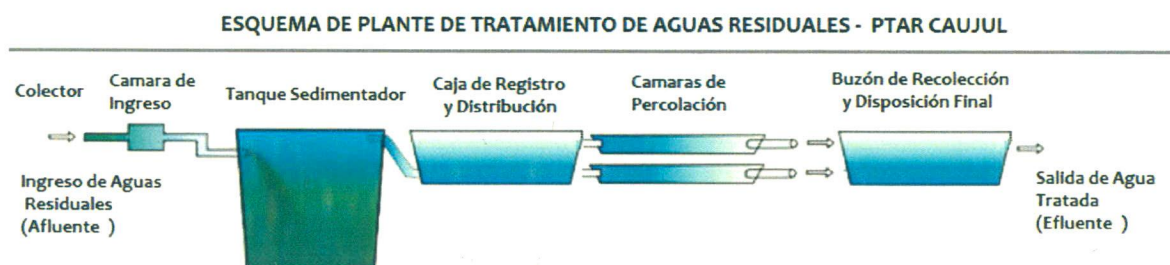 ESQUEMA DE PLANTE DE TRATAMIENTO DE AGUAS RESIDUALES - PTAR CAUJUL
Colector
Camara de
Ingreso
Tanque Sedimentador
Caja de Registro
y Distribución
Camaras de
Percolación
Buzón de Recolección
y Disposición Final
Ingreso de Aguas
Residuales
(Afluente )
Salida de Agua
Tratada
(Efluente )